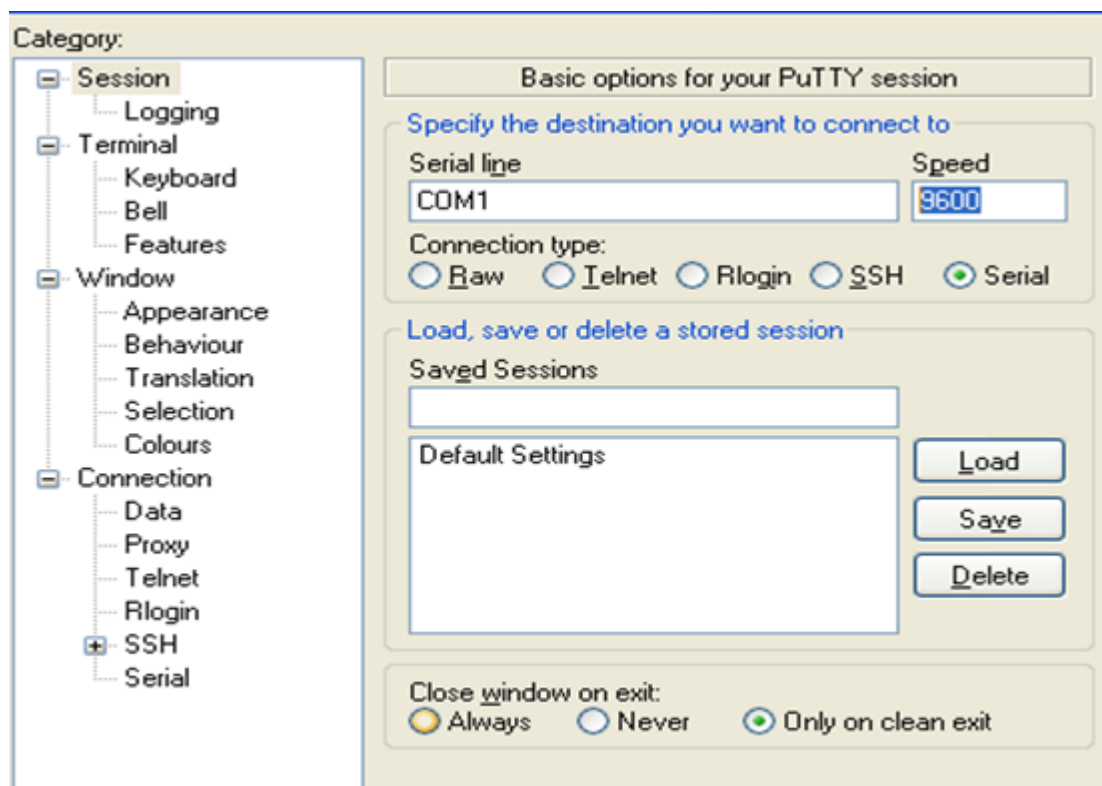 Category:
Session
Logging
Terminal
Keyboard
Bell
Features
Window
Appearance
Behaviour
Translation
Selection
Colours
Connection
Data
Proxy
Telnet
Rlogin
SSH
Serial
Basic options for your PuTTY session
Specify the destination you want to connect to
Serial line Speed
COM1 9600
Connection type:
Raw Telnet Rlogin SSH Serial
Load, save or delete a stored session
Saved Sessions
Default Settings
Load
Save
Delete
Close window on exit:
Always Never Only on clean exit